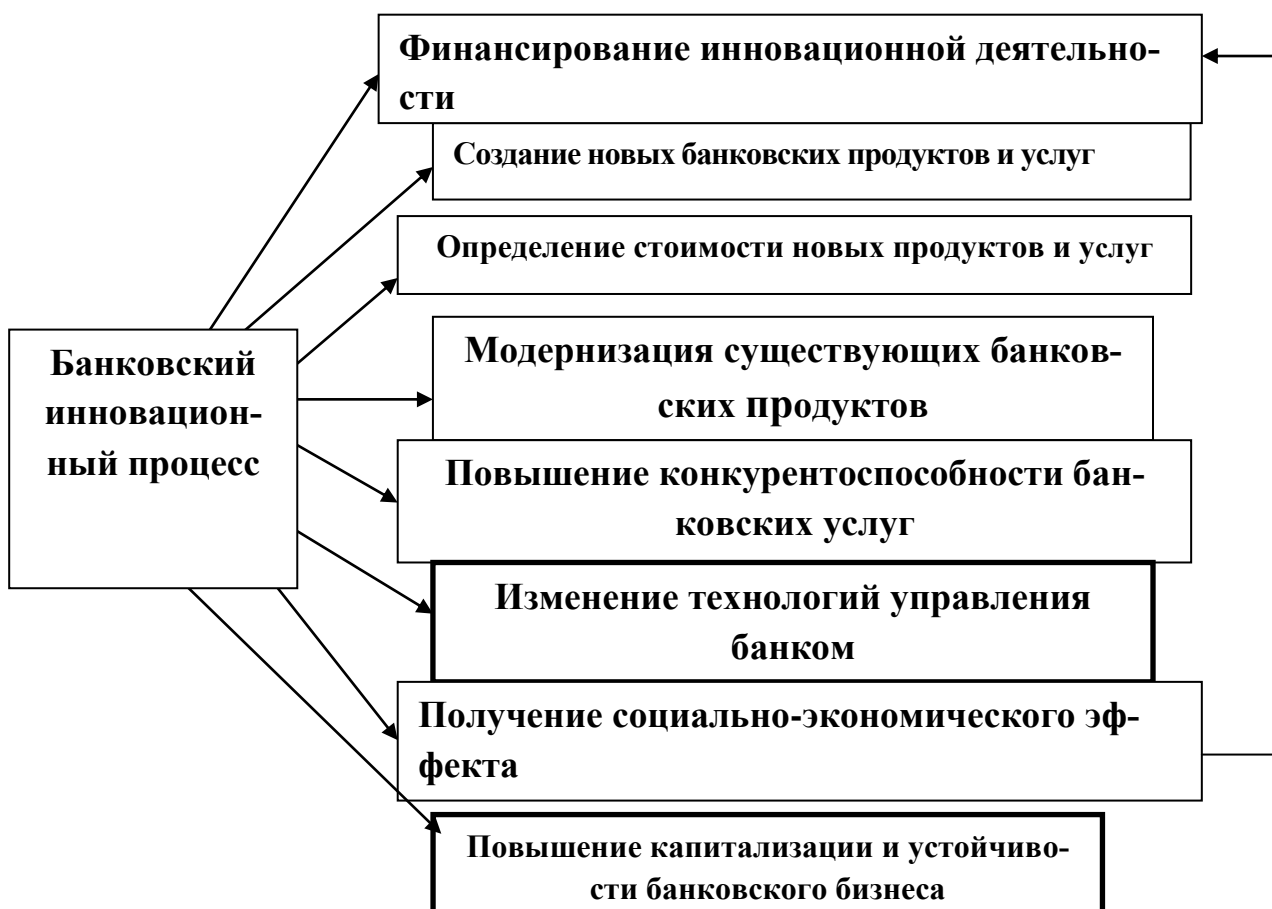 Финансирование инновационной деятельно-
сти
Создание новых банковских продуктов и услуг
Определение стоимости новых продуктов и услуг
Банковский
инновацион-
ный процесс
Модернизация существующих банков-
ских продуктов
Повышение конкурентоспособности бан-
ковских услуг
Изменение технологий управления
банком
Получение социально-экономического эф-
фекта
Повышение капитализации и устойчиво-
сти банковского бизнеса